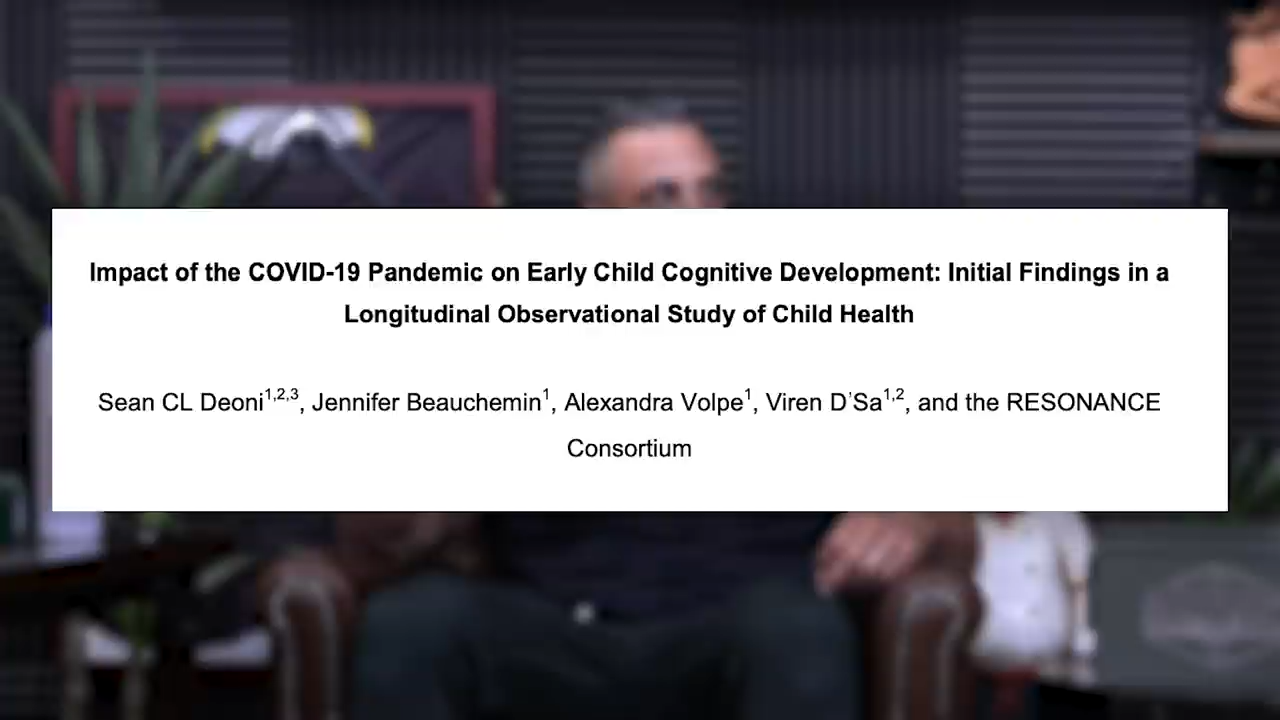 Impact of the COVID-19 Pandemic on Early Child Cognitive Development: Initial Findings in a
Longitudinal Observational Study of Child Health
Sean CL Deoni1,2,3, Jennifer Beauchemin1, Alexandra Volpe1, Viren D'Sa1,2, and the RESONANCE
Consortium